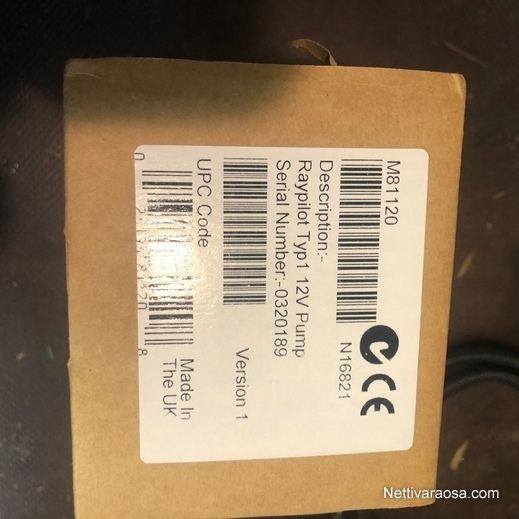 M81120
N16821
Description:-
Raypilot Typ1 12V Pump
Serial Number:- 0320189
Version 1
UPC Code
Made In
The UK
Nettivaraosa.com